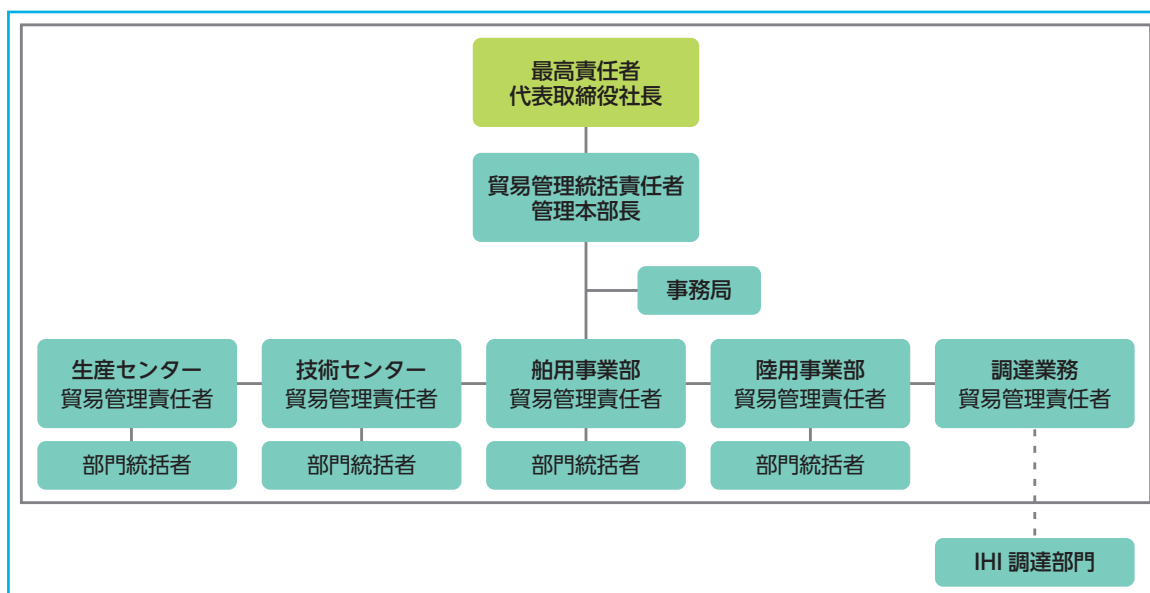 最高責任者
代表取締役社長
貿易管理統括責任者
管理本部長
事務局
生産センター
貿易管理責任者
技術センター
貿易管理責任者
舶用事業部
貿易管理責任者
陸用事業部
貿易管理責任者
調達業務
貿易管理責任者
部門統括者
部門統括者
部門統括者
部門統括者
IHI 調達部門